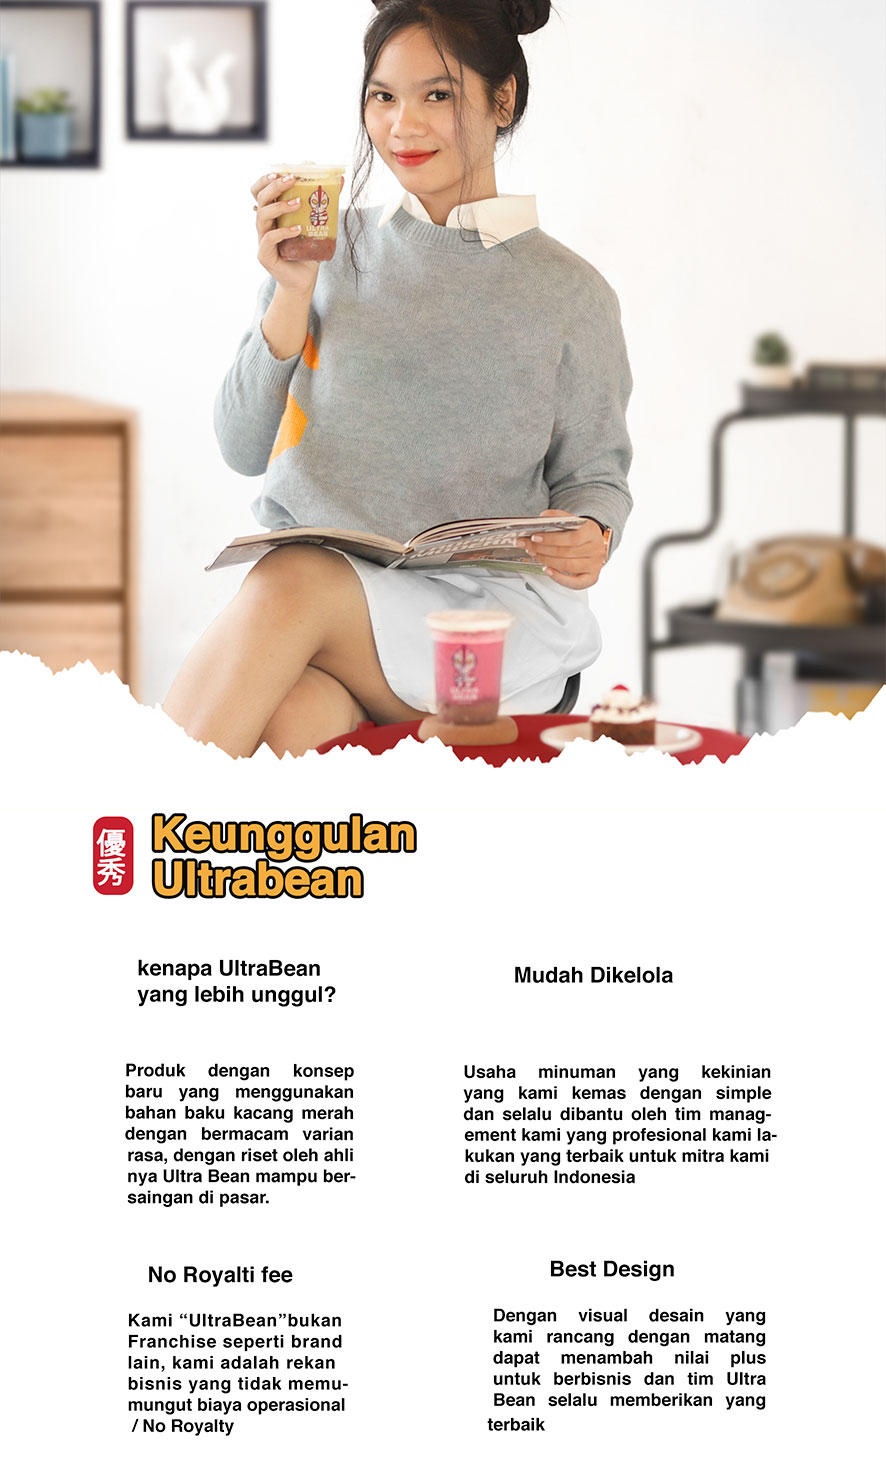 ULTRA
BEAN
ULTRA
BEAN
優秀
Keunggulan
Ultrabean
kenapa UltraBean
yang lebih unggul?
Produk dengan konsep
baru yang menggunakan
bahan baku kacang merah
dengan bermacam varian
rasa, dengan riset oleh ahli
nya Ultra Bean mampu ber-
saingan di pasar.
Mudah Dikelola
Usaha minuman yang kekinian
yang kami kemas dengan simple
dan selalu dibantu oleh tim manag-
ement kami yang profesional kami la-
kukan yang terbaik untuk mitra kami
di seluruh Indonesia
No Royalti fee
Kami “UltraBean”bukan
Franchise seperti brand
lain, kami adalah rekan
bisnis yang tidak memu-
mungut biaya operasional
/ No Royalty
Best Design
Dengan visual desain yang
kami rancang dengan matang
dapat menambah nilai plus
untuk berbisnis dan tim Ultra
Bean selalu memberikan yang
terbaik